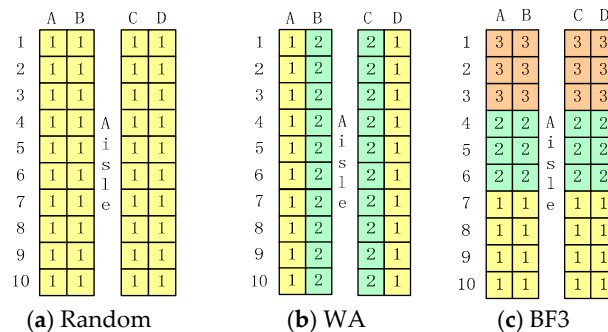 A B C D A B C D A B C D
1 1 1 1 1 1 1 2 2 1 1 3 3 3 3
2 1 1 1 1 2 1 2 2 1 2 3 3 3 3
3 1 1 1 1 3 1 2 2 1 3 3 3 3 3
4 1 1 A 1 1 4 1 2 A 2 1 4 2 2 A 2 2
5 1 1 i 1 1 5 1 2 i 2 1 5 2 2 i 2 2
6 1 1 s 1 1 6 1 2 s 2 1 6 2 2 s 2 2
7 1 1 l 1 1 7 1 2 l 2 1 7 1 1 l 1 1
8 1 1 e 1 1 8 1 2 e 2 1 8 1 1 e 1 1
9 1 1 1 1 9 1 2 2 1 9 1 1 1 1
10 1 1 1 1 10 1 2 2 1 10 1 1 1 1
(a) Random (b) WA (c) BF3